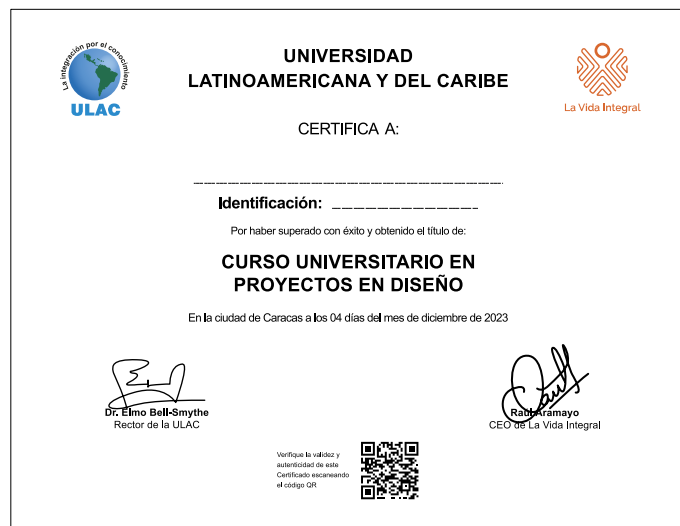 La integración por el conocimiento
ULAC
UNIVERSIDAD
LATINOAMERICANA Y DEL CARIBE
La Vida Integral
CERTIFICA A:
Identificación:
Por haber superado con éxito y obtenido el título de:
CURSO UNIVERSITARIO EN
PROYECTOS EN DISEÑO
En la ciudad de Caracas a los 04 días del mes de diciembre de 2023
Dr. Elmo Bell-Smythe
Rector de la ULAC
Raúl Aramayo
CEO de La Vida Integral
Verifique la validez y
autenticidad de este
Certificado escaneando
el código QR